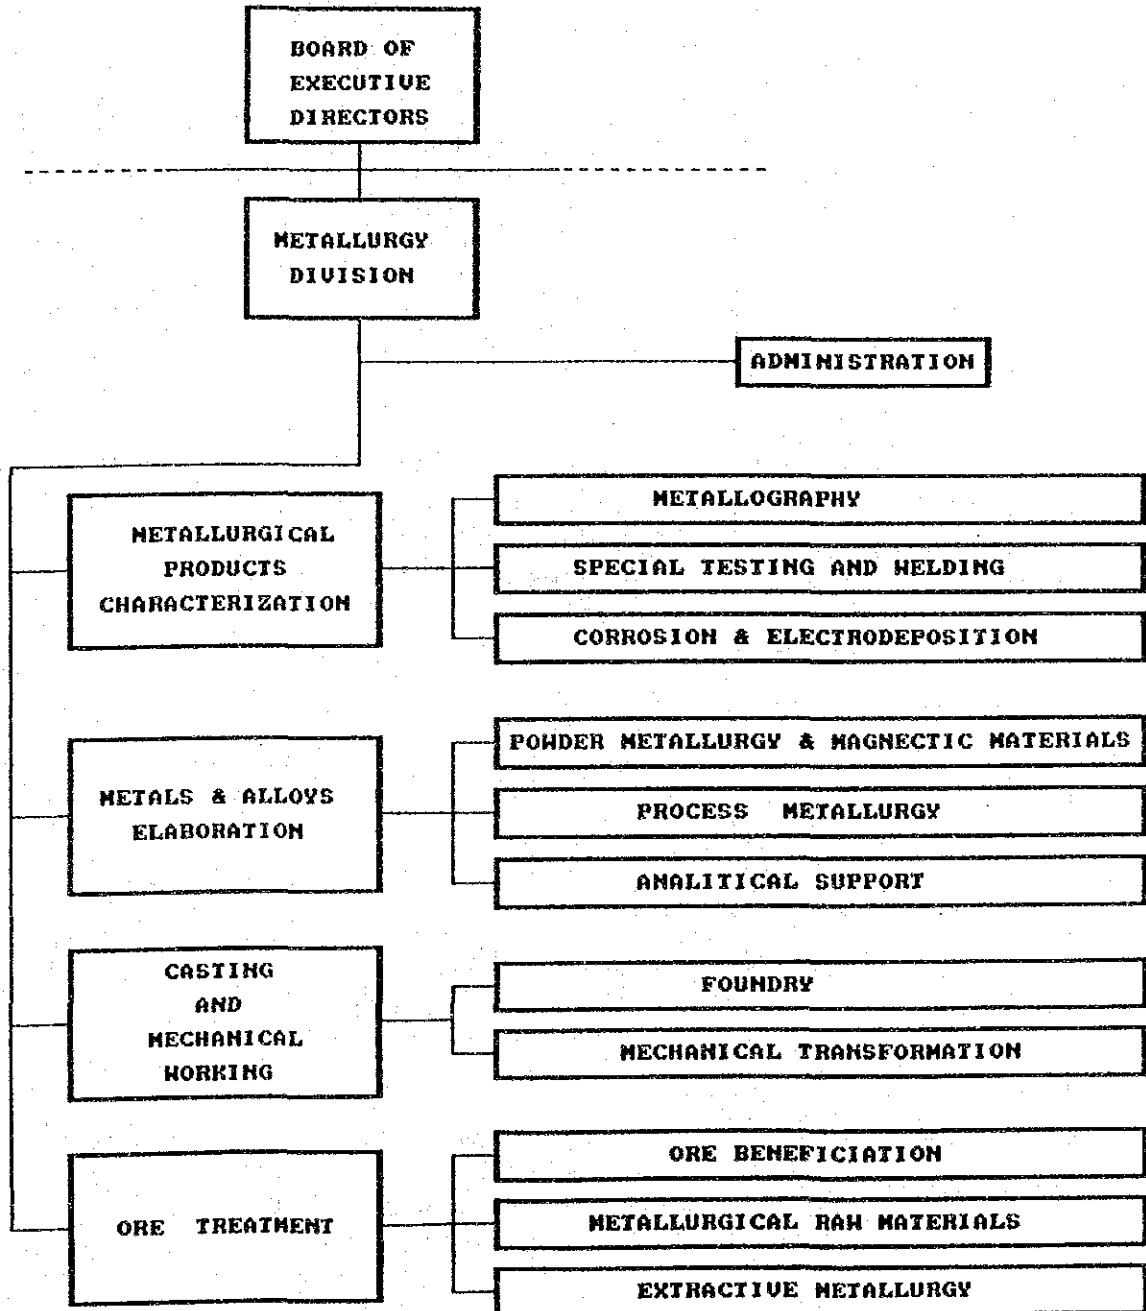 BOARD OF
EXECUTIVE
DIRECTORS
METALLURGY
DIVISION
ADMINISTRATION
METALLURGICAL
PRODUCTS
CHARACTERIZATION
METALLOGRAPHY
SPECIAL TESTING AND WELDING
CORROSION & ELECTRODEPOSITION
METALS & ALLOYS
ELABORATION
POWDER METALLURGY & MAGNECTIC MATERIALS
PROCESS METALLURGY
ANALITICAL SUPPORT
CASTING
AND
MECHANICAL
WORKING
FOUNDRY
MECHANICAL TRANSFORMATION
ORE TREATMENT
ORE BENEFICIATION
METALLURGICAL RAW MATERIALS
EXTRACTIVE METALLURGY